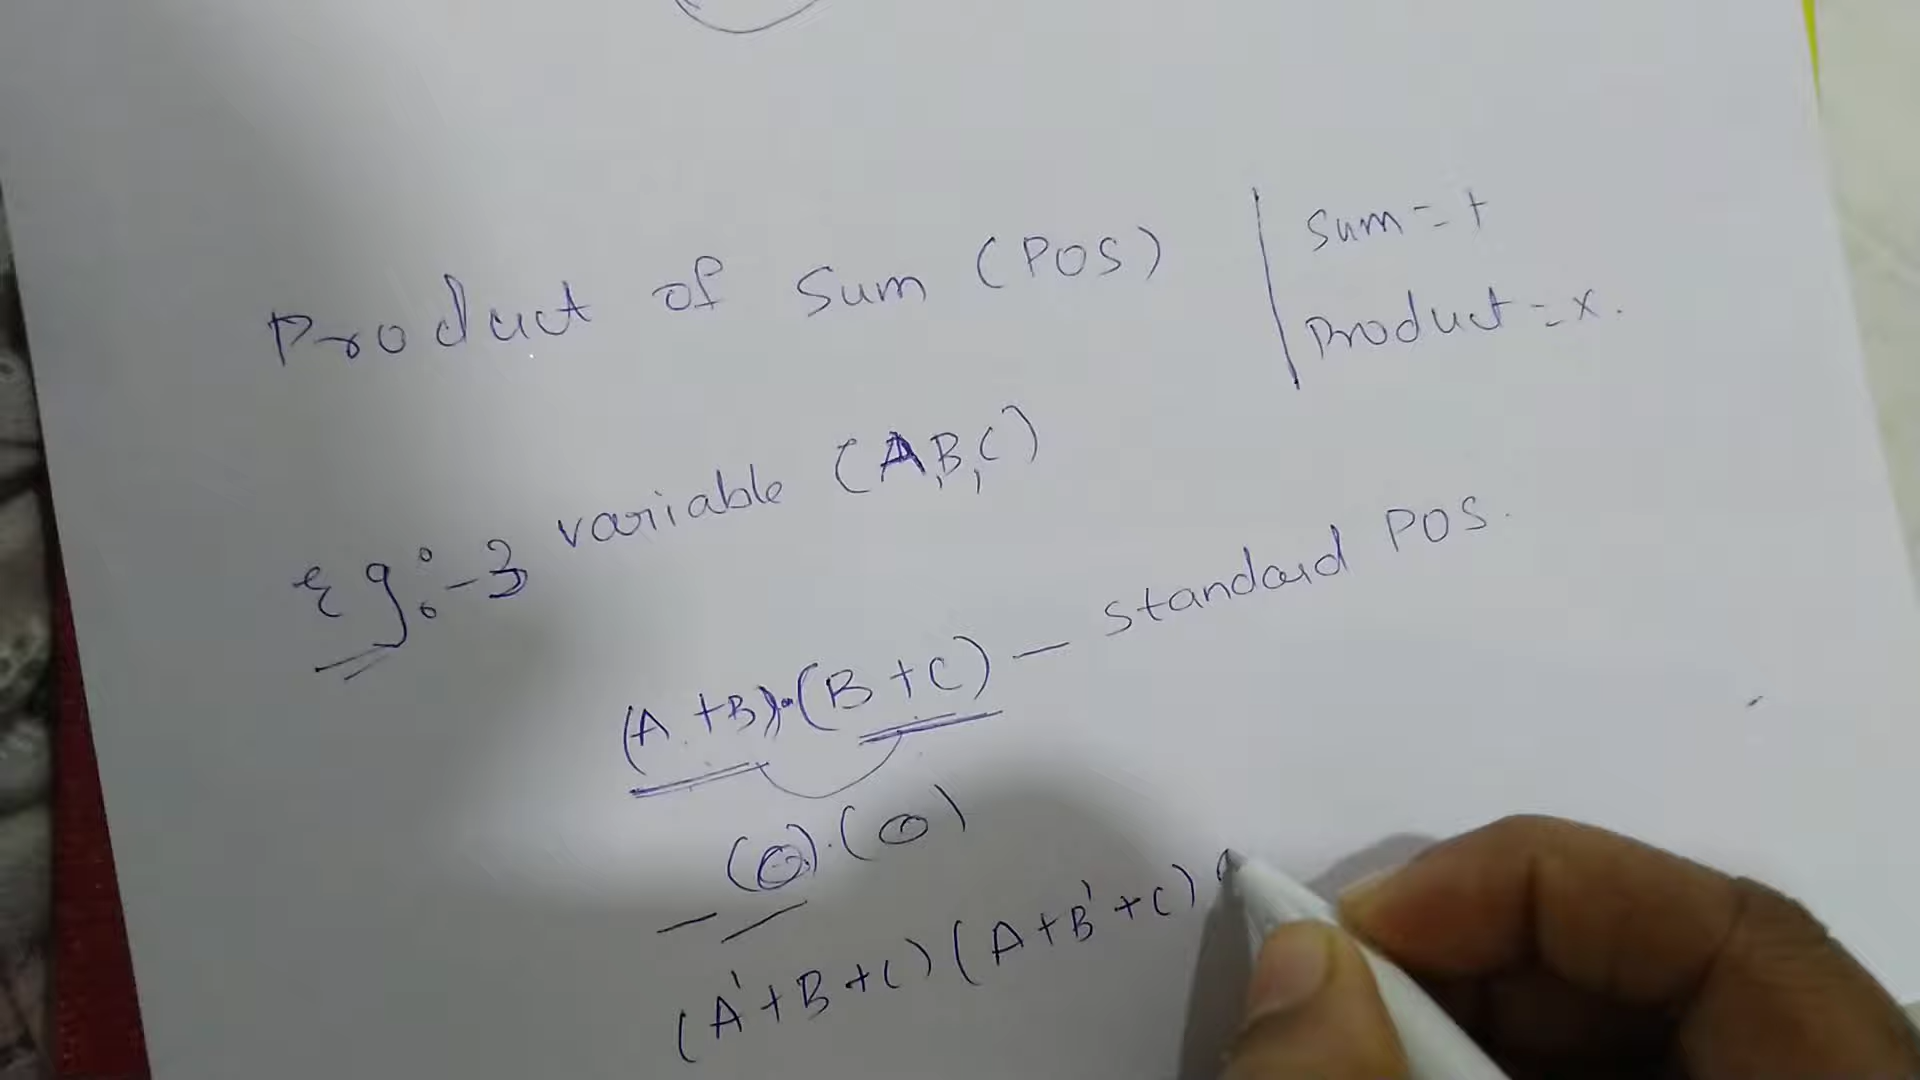 Product of Sum (POS)
Sum = +
Product = x.
Eg:- 3 variable (A,B,C)
(A+B).(B+C) — standard POS.
(0).(0)
(A'+B+C) (A+B'+C) (